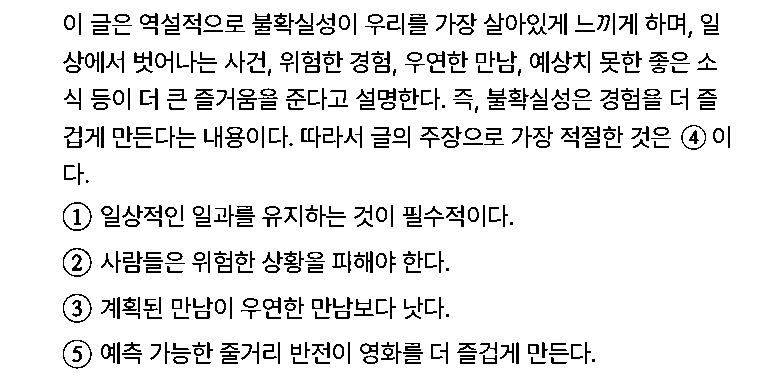 이 글은 역설적으로 불확실성이 우리를 가장 살아있게 느끼게 하며, 일
상에서 벗어나는 사건, 위험한 경험, 우연한 만남, 예상치 못한 좋은 소
식 등이 더 큰 즐거움을 준다고 설명한다. 즉, 불확실성은 경험을 더 즐
겁게 만든다는 내용이다. 따라서 글의 주장으로 가장 적절한 것은 ④ 이
다.
① 일상적인 일과를 유지하는 것이 필수적이다.
② 사람들은 위험한 상황을 피해야 한다.
③ 계획된 만남이 우연한 만남보다 낫다.
⑤ 예측 가능한 줄거리 반전이 영화를 더 즐겁게 만든다.